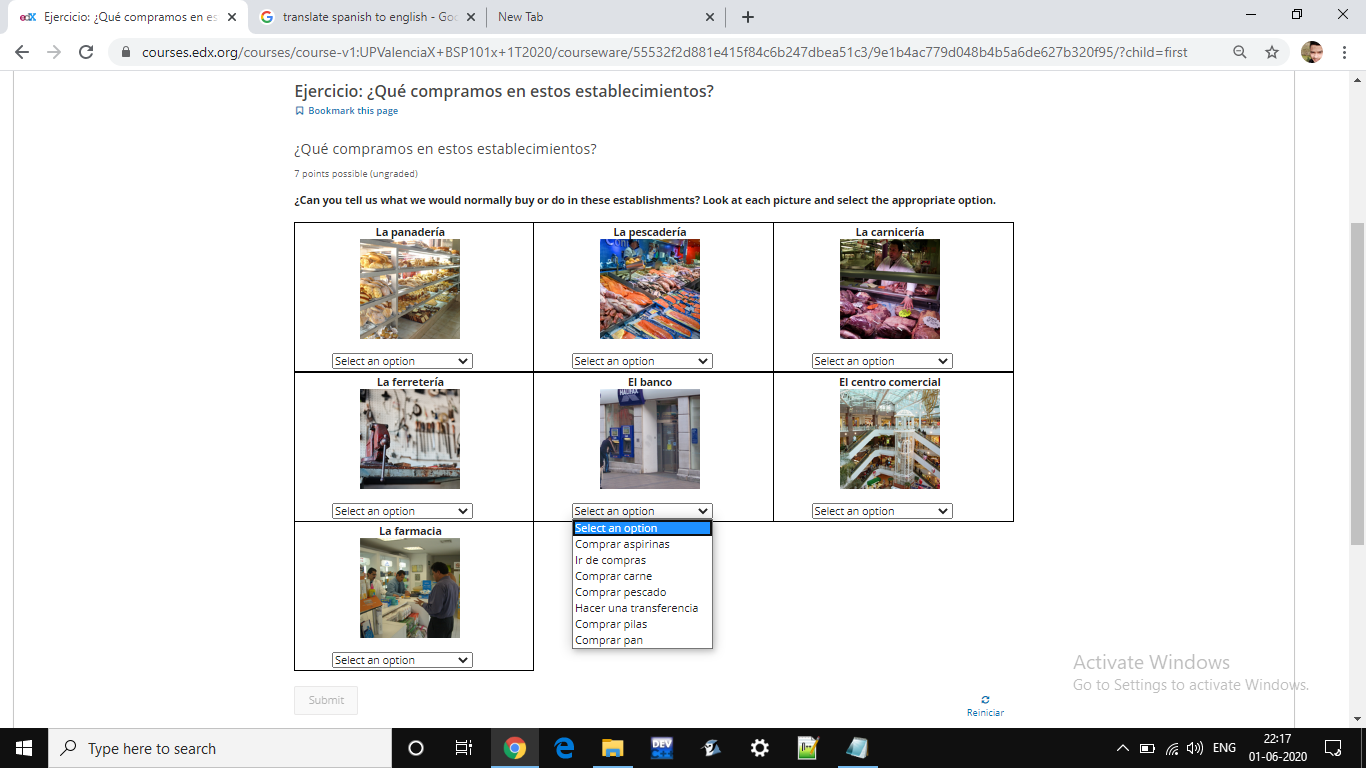 edX Ejercicio: ¿Qué compramos en es
translate spanish to english - Goo
New Tab
courses.edx.org/courses/course-v1:UPValenciaX+BSP101x+1T2020/courseware/55532f2d881e415f84c6b247dbea51c3/9e1b4ac779d048b4b5a6de627b320f95/?child=first
Ejercicio: ¿Qué compramos en estos establecimientos?
Bookmark this page
¿Qué compramos en estos establecimientos?
7 points possible (ungraded)
¿Can you tell us what we would normally buy or do in these establishments? Look at each picture and select the appropriate option.
La panadería
La pescadería
La carnicería
Select an option
Select an option
Select an option
La ferretería
El banco
El centro comercial
HALIFAX
Select an option
Select an option
Select an option
La farmacia
Select an option
Comprar aspirinas
Ir de compras
Comprar carne
Comprar pescado
Hacer una transferencia
Comprar pilas
Comprar pan
Select an option
Submit
Reiniciar
Activate Windows
Go to Settings to activate Windows.
Type here to search
DEV
ENG
22:17
01-06-2020